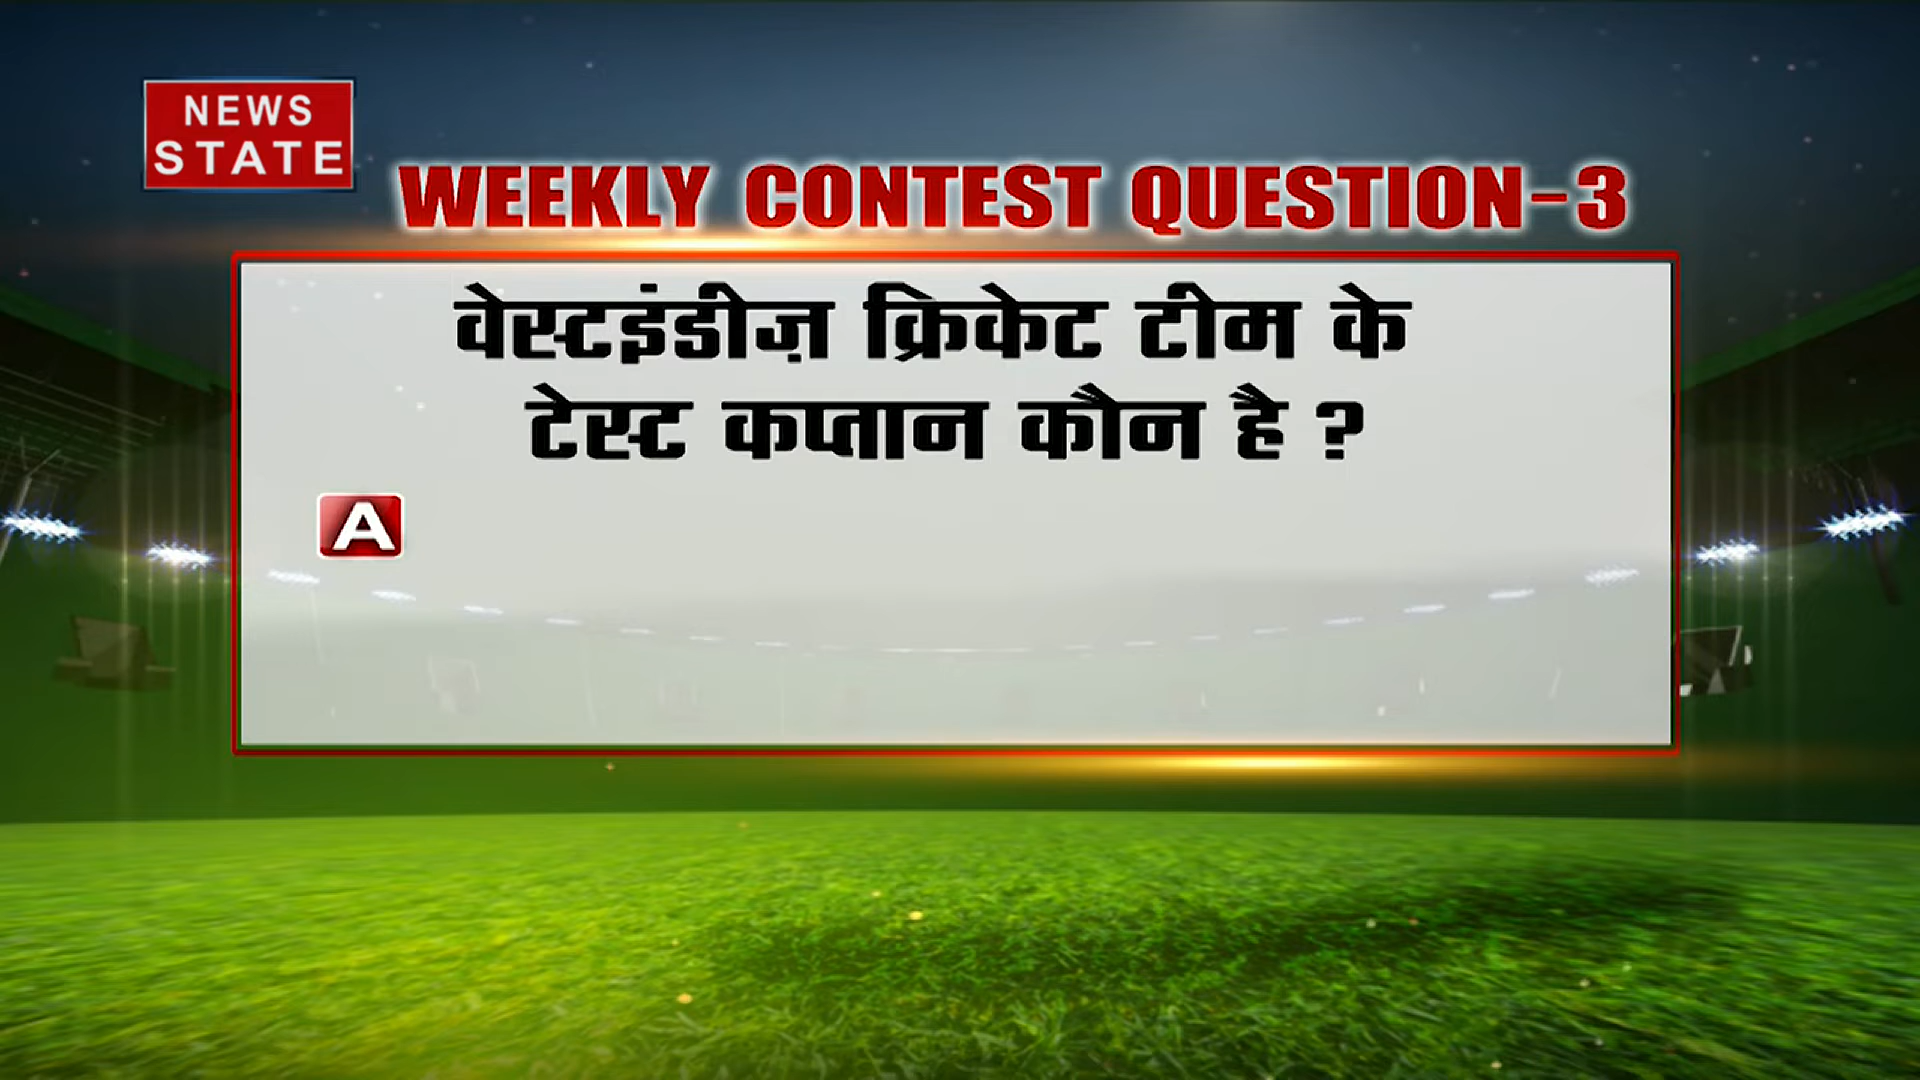 NEWS
STATE
WEEKLY CONTEST QUESTION-3
वेस्टइंडीज़ क्रिकेट टीम के
टेस्ट कप्तान कौन है ?
A